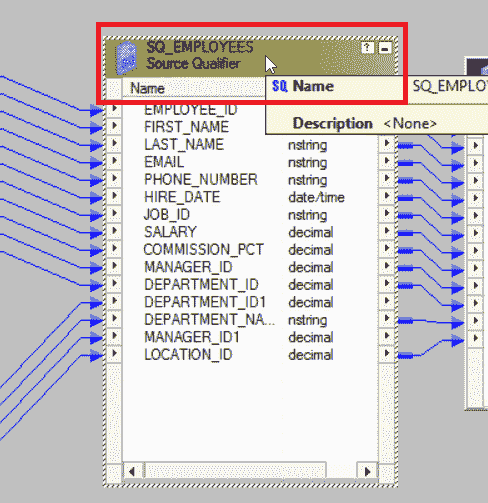 SQ_EMPLOYEES
Source Qualifier
Name
SQ Name SQ_EMPLO
Description <None>
EMPLOYEE_ID
FIRST_NAME nstring
LAST_NAME nstring
EMAIL nstring
PHONE_NUMBER nstring
HIRE_DATE date/time
JOB_ID nstring
SALARY decimal
COMMISSION_PCT decimal
MANAGER_ID decimal
DEPARTMENT_ID decimal
DEPARTMENT_ID1 decimal
DEPARTMENT_NA... nstring
MANAGER_ID1 decimal
LOCATION_ID decimal